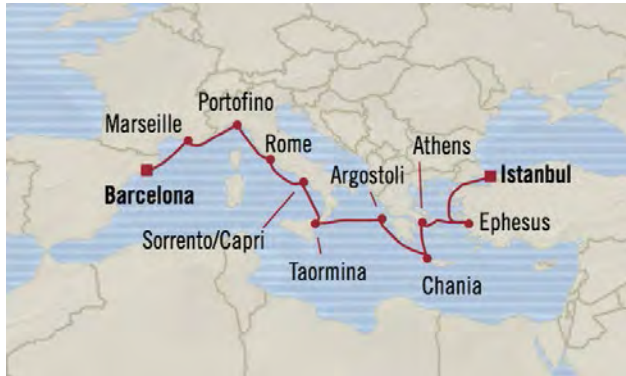 Portofino
Marseille
Rome
Athens
Argostoli
Istanbul
Barcelona
Ephesus
Sorrento/Capri
Taormina
Chania